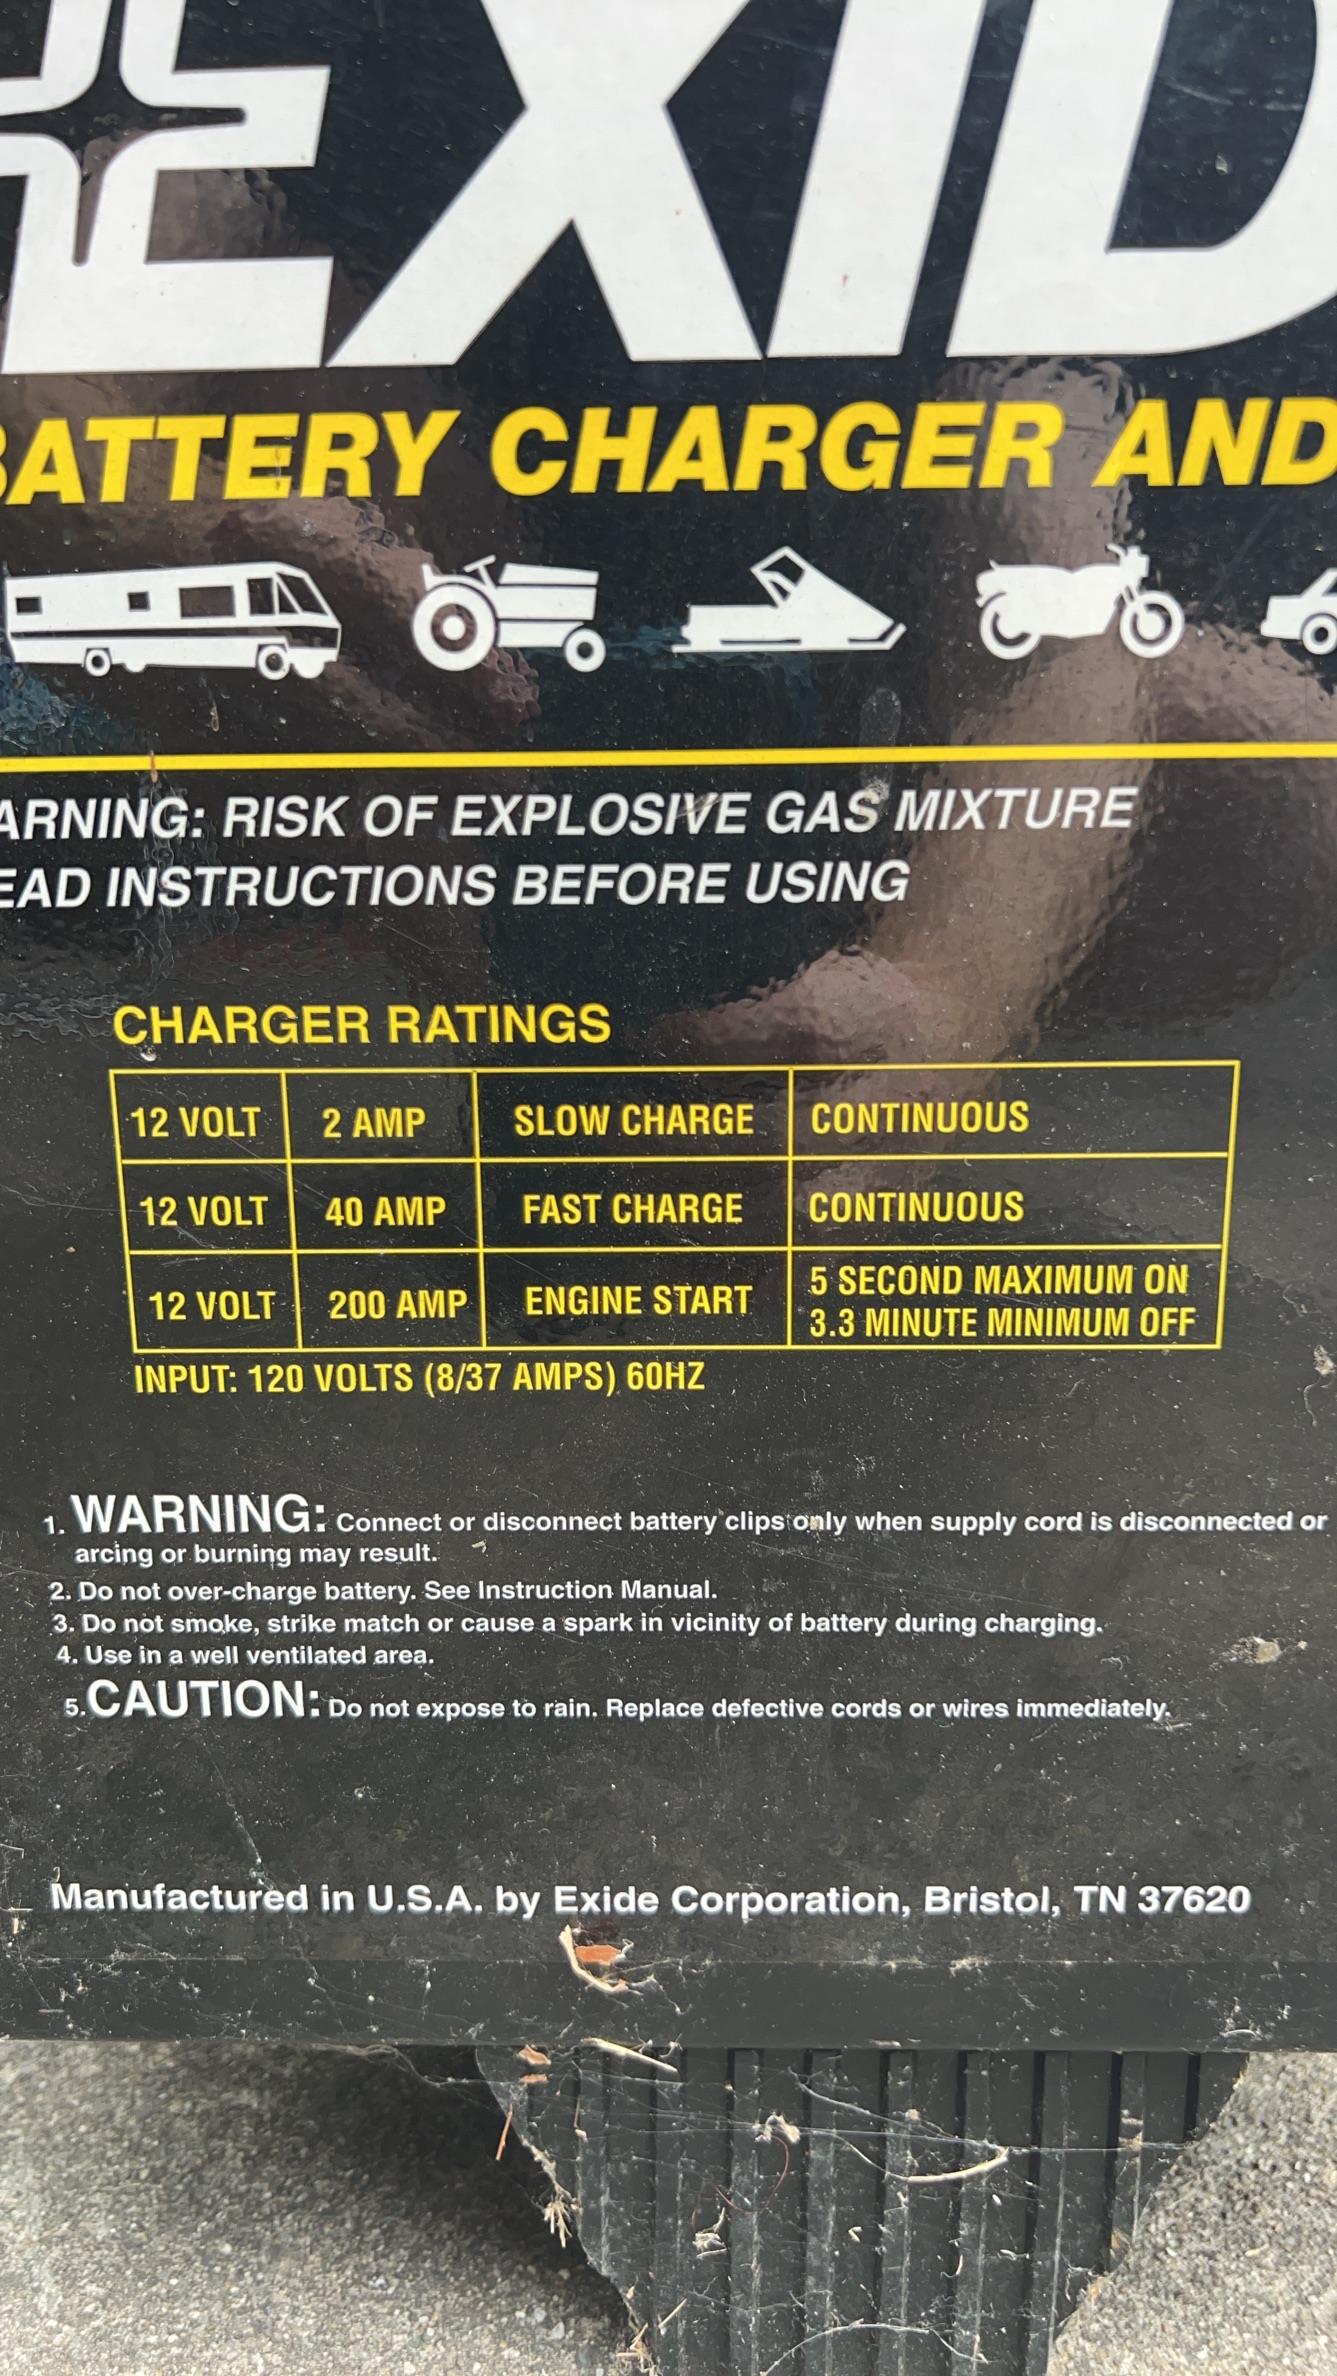 EXID
BATTERY CHARGER AND
ARNING: RISK OF EXPLOSIVE GAS MIXTURE
EAD INSTRUCTIONS BEFORE USING
CHARGER RATINGS
12 VOLT 2 AMP SLOW CHARGE CONTINUOUS
12 VOLT 40 AMP FAST CHARGE CONTINUOUS
12 VOLT 200 AMP ENGINE START 5 SECOND MAXIMUM ON
3.3 MINUTE MINIMUM OFF
INPUT: 120 VOLTS (8/37 AMPS) 60HZ
1. WARNING: Connect or disconnect battery clips only when supply cord is disconnected or
arcing or burning may result.
2. Do not over-charge battery. See Instruction Manual.
3. Do not smoke, strike match or cause a spark in vicinity of battery during charging.
4. Use in a well ventilated area.
5. CAUTION: Do not expose to rain. Replace defective cords or wires immediately.
Manufactured in U.S.A. by Exide Corporation, Bristol, TN 37620